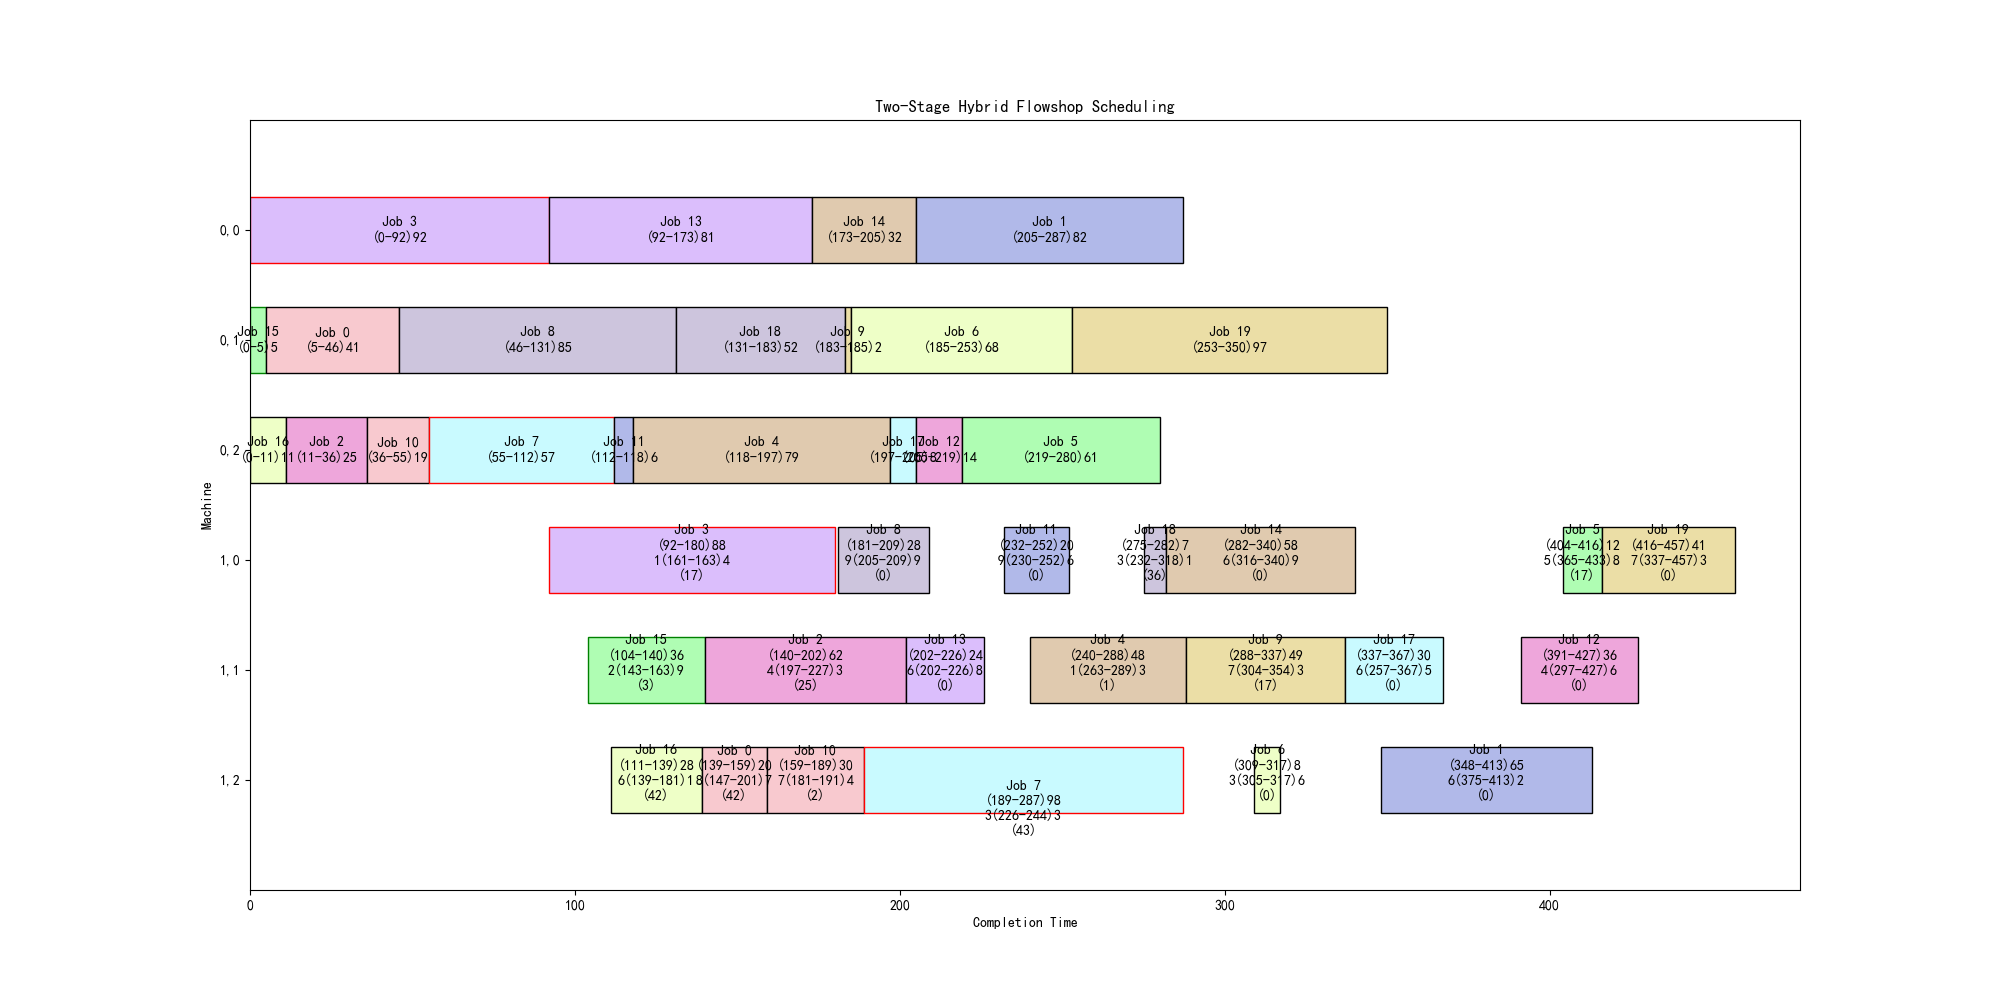 Two-Stage Hybrid Flowshop Scheduling
Machine
0,0
Job 3
(0-92)92
Job 13
(92-173)81
Job 14
(173-205)32
Job 1
(205-287)82
0,1
Job 15
(0-5)5
Job 0
(5-46)41
Job 8
(46-131)85
Job 18
(131-183)52
Job 9
(183-185)2
Job 6
(185-253)68
Job 19
(253-350)97
0,2
Job 16
(0-11)11
Job 2
(11-36)25
Job 10
(36-55)19
Job 7
(55-112)57
Job 11
(112-118)6
Job 4
(118-197)79
Job 17
Job 12
Job 5
(219-280)61
1,0
Job 3
(92-180)88
1(161-163)4
(17)
Job 8
(181-209)28
9(205-209)9
(0)
Job 11
(232-252)20
9(230-252)6
(0)
Job 18
(275-282)7
3(232-318)1
(36)
Job 14
(282-340)58
6(316-340)9
(0)
Job 5
(404-416)12
5(365-433)8
(17)
Job 19
(416-457)41
7(337-457)3
(0)
1,1
Job 15
(104-140)36
2(143-163)9
(3)
Job 2
(140-202)62
4(197-227)3
(25)
Job 13
(202-226)24
6(202-226)8
(0)
Job 4
(240-288)48
1(263-289)3
(1)
Job 9
(288-337)49
7(304-354)3
(17)
Job 17
(337-367)30
6(257-367)5
(0)
Job 12
(391-427)36
4(297-427)6
(0)
1,2
Job 16
(111-139)28
6(139-181)1
(42)
Job 0
(139-159)20
8(147-201)7
(42)
Job 10
(159-189)30
7(181-191)4
(2)
Job 7
(189-287)98
3(226-244)3
(43)
Job 6
(309-317)8
3(305-317)6
(0)
Job 1
(348-413)65
6(375-413)2
(0)
0
100
200
300
400
Completion Time